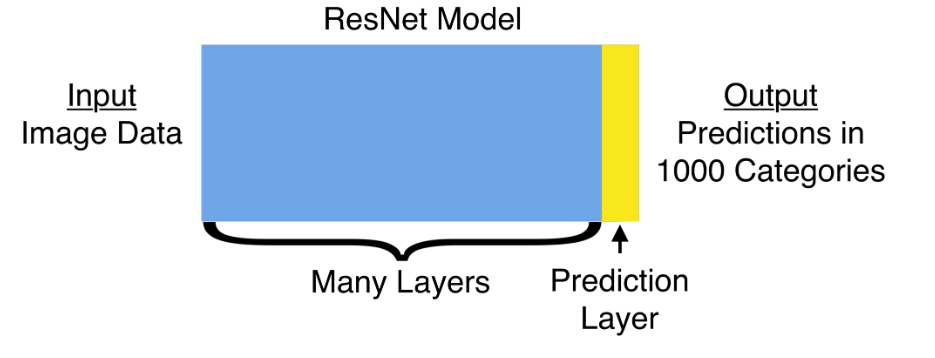 ResNet Model
Input
Image Data
Output
Predictions in
1000 Categories
Many Layers
Prediction
Layer